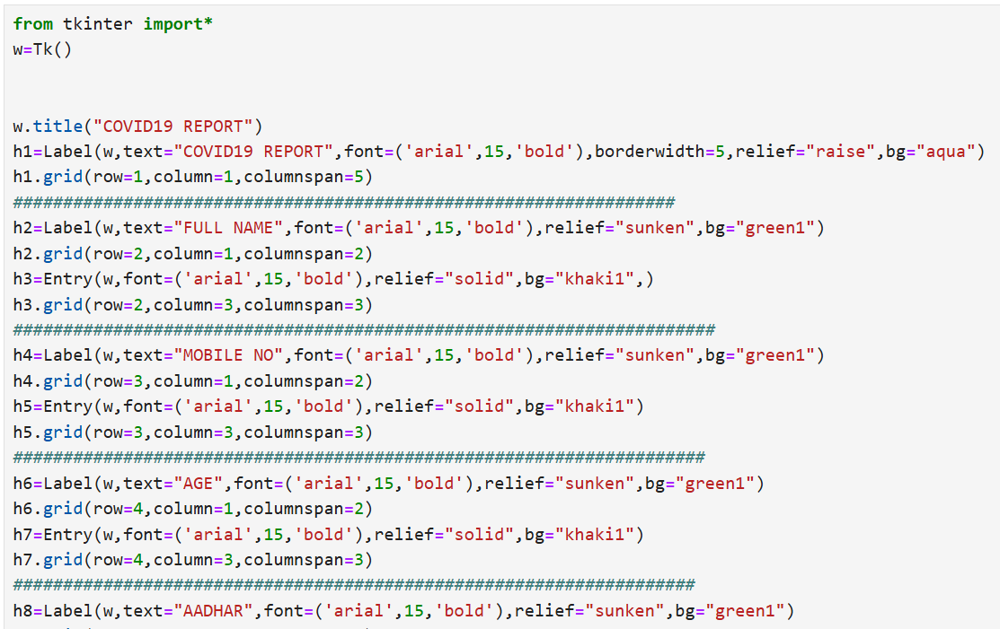 from tkinter import*
w=Tk()
w.title("COVID19 REPORT")
h1=Label(w,text="COVID19 REPORT",font=('arial',15,'bold'),borderwidth=5,relief="raise",bg="aqua")
h1.grid(row=1,column=1,columnspan=5)
##################################################################
h2=Label(w,text="FULL NAME",font=('arial',15,'bold'),relief="sunken",bg="green1")
h2.grid(row=2,column=1,columnspan=2)
h3=Entry(w,font=('arial',15,'bold'),relief="solid",bg="khaki1",)
h3.grid(row=2,column=3,columnspan=3)
######################################################################
h4=Label(w,text="MOBILE NO",font=('arial',15,'bold'),relief="sunken",bg="green1")
h4.grid(row=3,column=1,columnspan=2)
h5=Entry(w,font=('arial',15,'bold'),relief="solid",bg="khaki1")
h5.grid(row=3,column=3,columnspan=3)
#####################################################################
h6=Label(w,text="AGE",font=('arial',15,'bold'),relief="sunken",bg="green1")
h6.grid(row=4,column=1,columnspan=2)
h7=Entry(w,font=('arial',15,'bold'),relief="solid",bg="khaki1")
h7.grid(row=4,column=3,columnspan=3)
####################################################################
h8=Label(w,text="AADHAR",font=('arial',15,'bold'),relief="sunken",bg="green1")